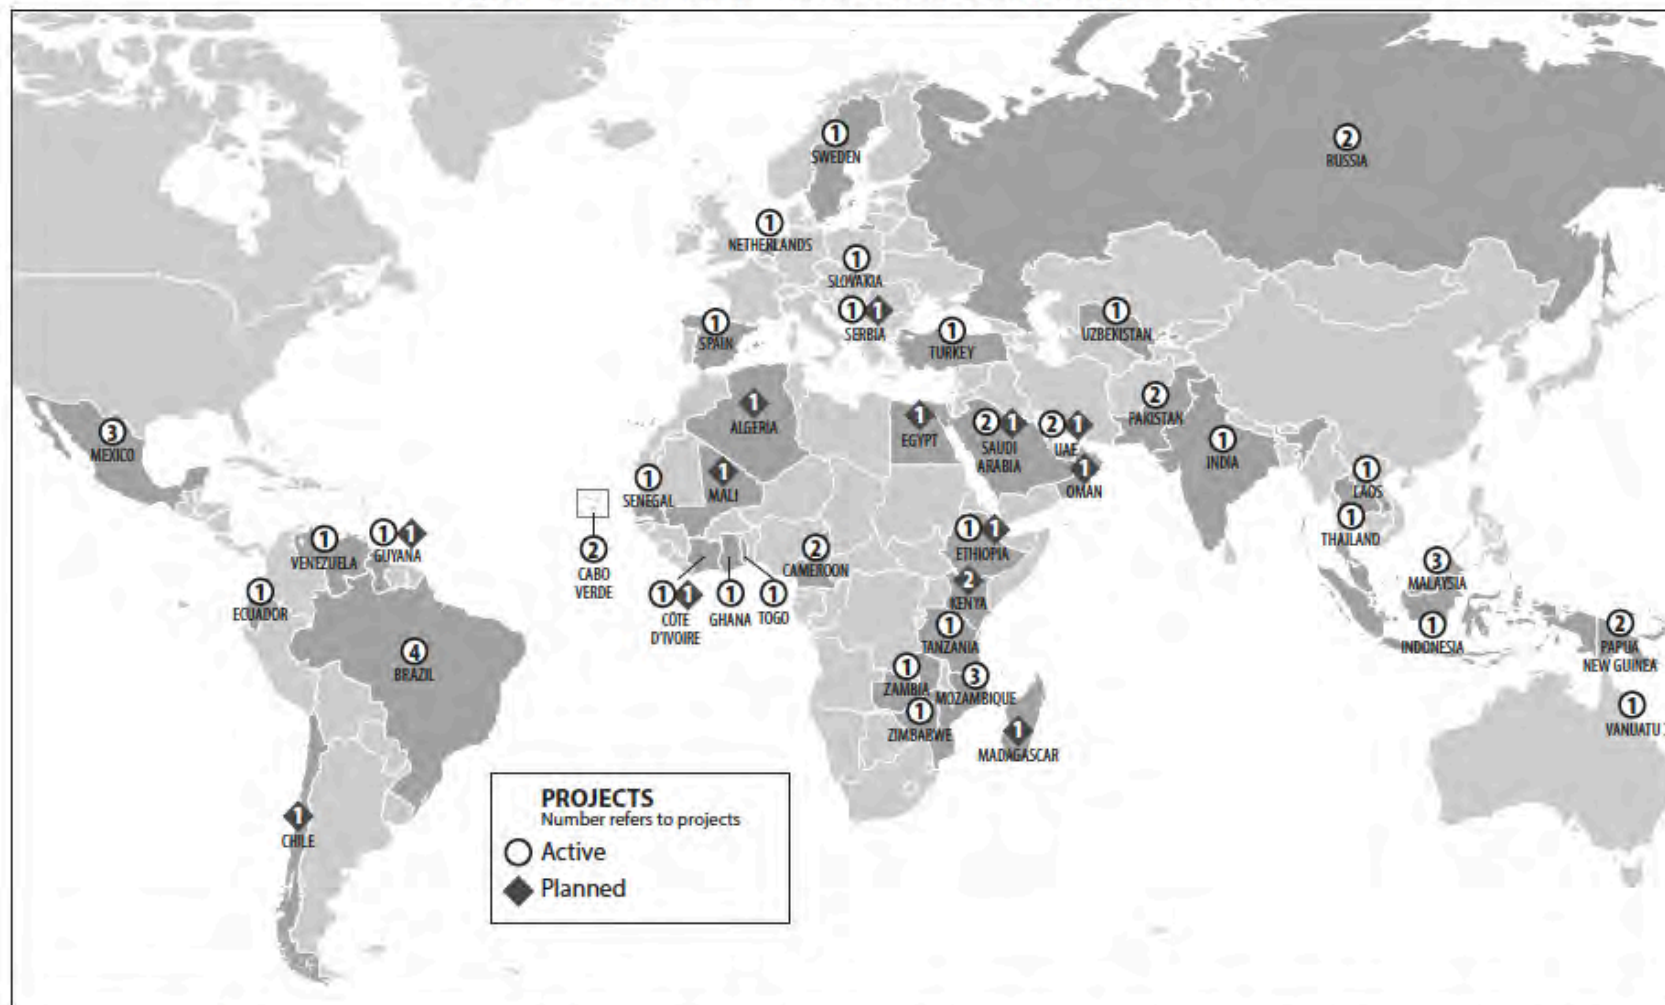 1
SWEDEN
2
RUSSIA
1
NETHERLANDS
1
SLOVAKIA
1 1
SERBIA
1
SPAIN
1
TURKEY
1
UZBEKISTAN
3
MEXICO
1
ALGERIA
1
EGYPT
2 1
SAUDI
ARABIA
2 1
UAE
1
OMAN
2
PAKISTAN
1
INDIA
1
LAOS
1
THAILAND
1
SENEGAL
1
MALI
2
CABO
VERDE
1
VENEZUELA
1 1
GUYANA
1
ECUADOR
4
BRAZIL
1
CHILE
1 1
CÔTE
D'IVOIRE
1
GHANA
1
TOGO
2
CAMEROON
1 1
ETHIOPIA
2
KENYA
1
TANZANIA
1
ZAMBIA
3
MOZAMBIQUE
1
ZIMBABWE
1
MADAGASCAR
3
MALAYSIA
1
INDONESIA
2
PAPUA
NEW GUINEA
1
VANUATU
PROJECTS
Number refers to projects
Active
Planned